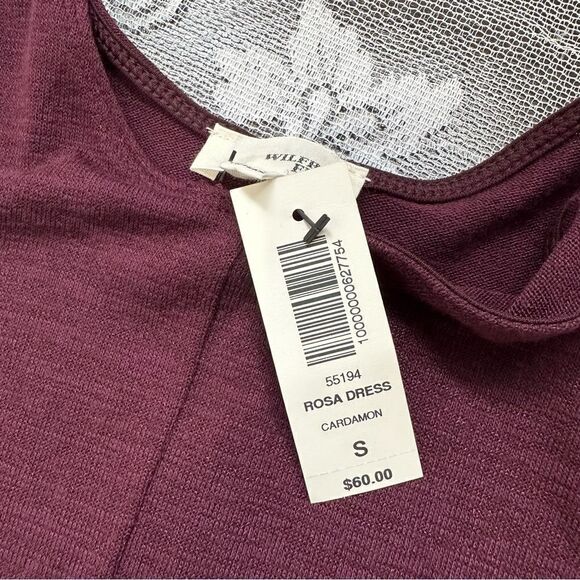 1000000627754
55194
ROSA DRESS
CARDAMON
S
$60.00